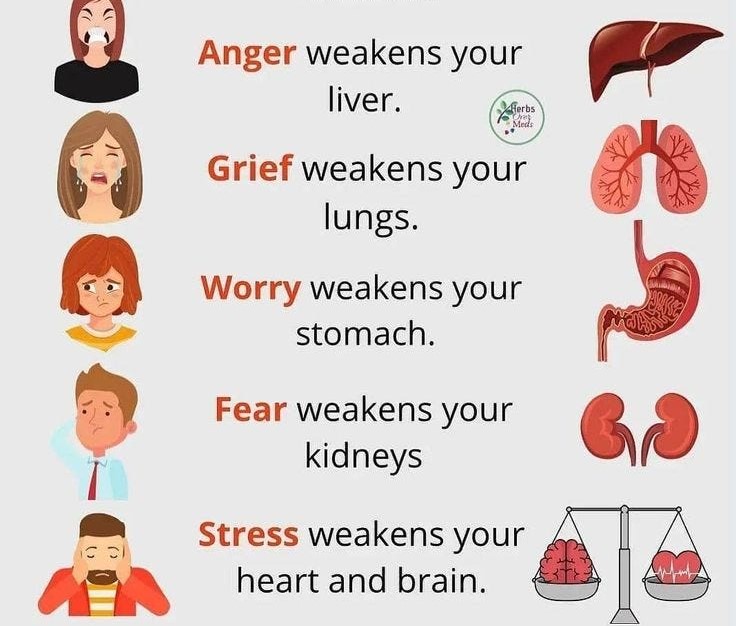 Anger weakens your
liver.
Herbs
Over
Meds
Grief weakens your
lungs.
Worry weakens your
stomach.
Fear weakens your
kidneys
Stress weakens your
heart and brain.